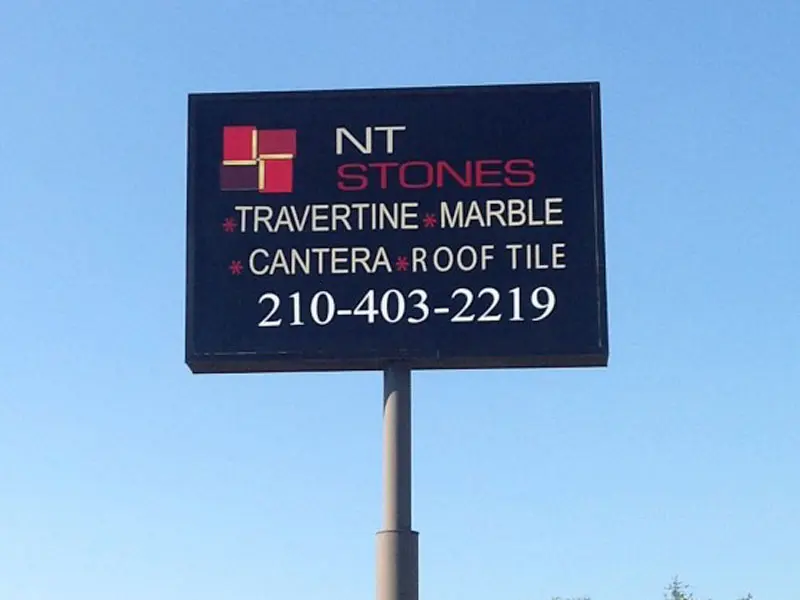 NT
STONES
*TRAVERTINE *MARBLE
*CANTERA *ROOF TILE
210-403-2219